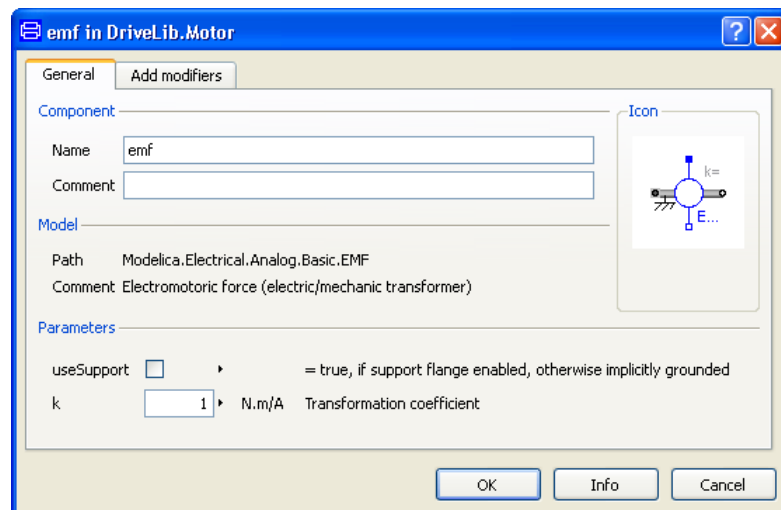 emf in DriveLib.Motor
General Add modifiers
Component
Icon
Name emf
k=
Comment
E...
Model
Path Modelica.Electrical.Analog.Basic.EMF
Comment Electromotoric force (electric/mechanic transformer)
Parameters
useSupport = true, if support flange enabled, otherwise implicitly grounded
k 1 N.m/A Transformation coefficient
OK Info Cancel